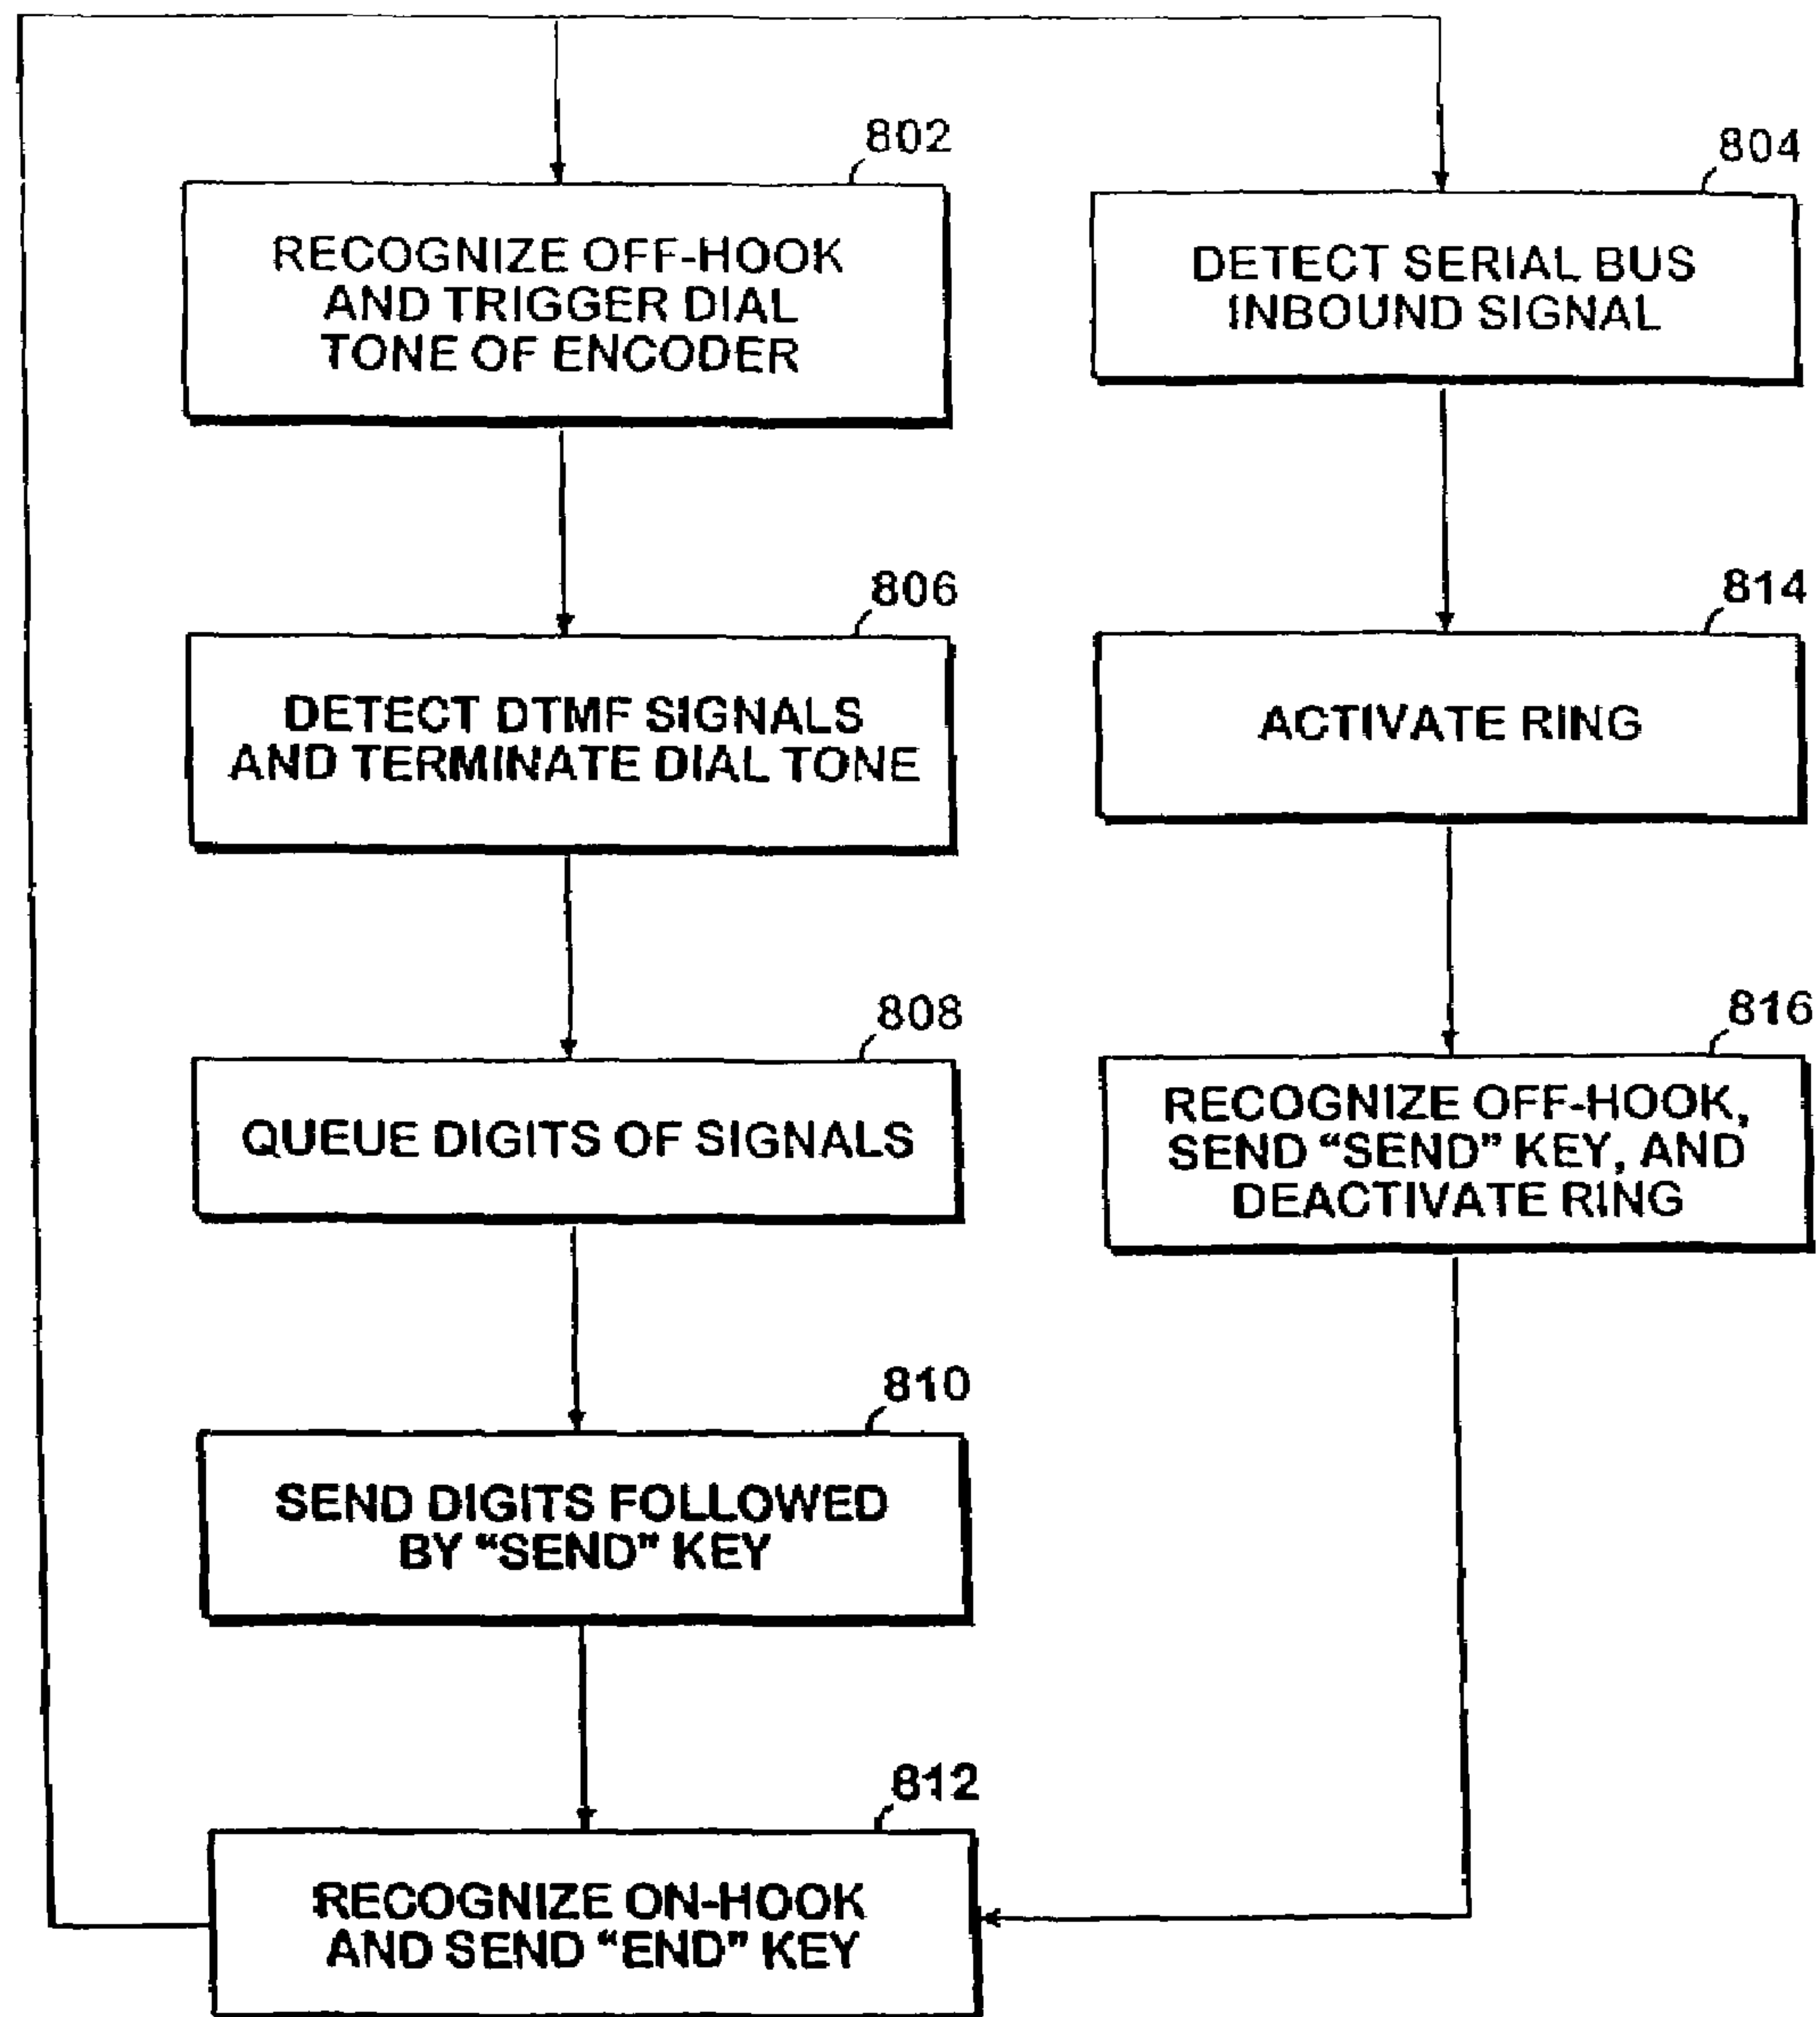 802
RECOGNIZE OFF-HOOK
AND TRIGGER DIAL
TONE OF ENCODER
804
DETECT SERIAL BUS
INBOUND SIGNAL
806
DETECT DTMF SIGNALS
AND TERMINATE DIAL TONE
814
ACTIVATE RING
808
QUEUE DIGITS OF SIGNALS
816
RECOGNIZE OFF-HOOK,
SEND “SEND” KEY, AND
DEACTIVATE RING
810
SEND DIGITS FOLLOWED
BY “SEND” KEY
812
RECOGNIZE ON-HOOK
AND SEND “END” KEY